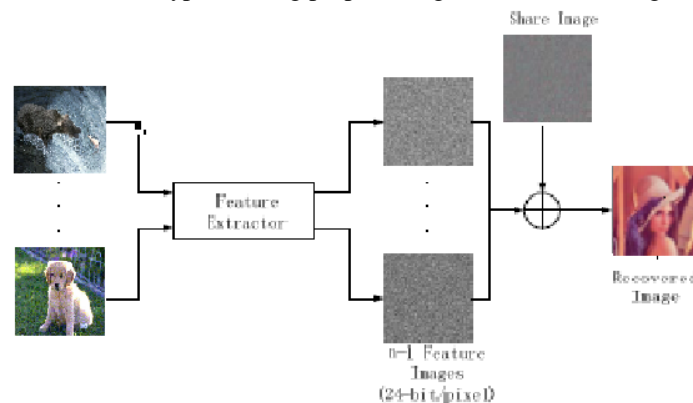 Share Image
Feature
Extractor
n-1 Feature
Images
(24-bit/pixel)
Recovered
Image